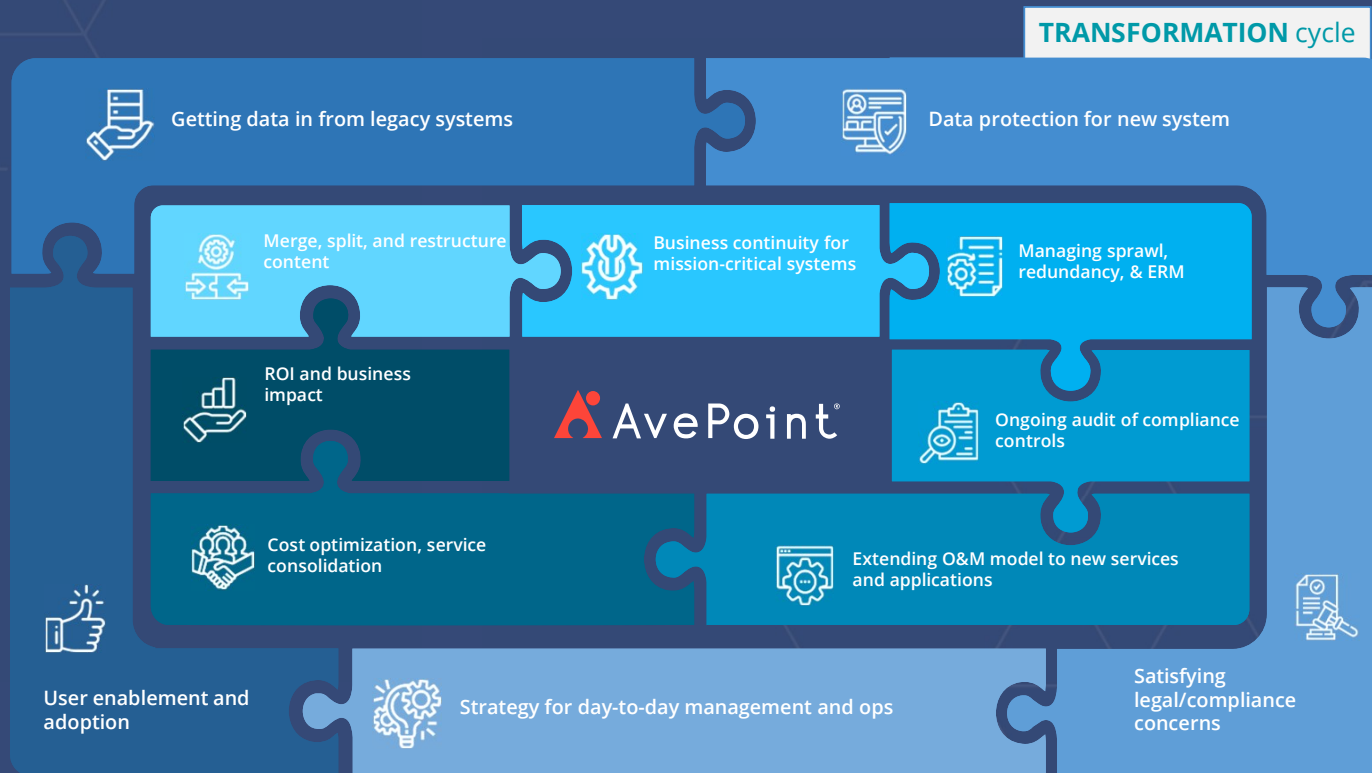 TRANSFORMATION cycle
Getting data in from legacy systems
Data protection for new system
Merge, split, and restructure
content
Business continuity for
mission-critical systems
Managing sprawl,
redundancy, & ERM
ROI and business
impact
AvePoint®
Ongoing audit of compliance
controls
Cost optimization, service
consolidation
Extending O&M model to new services
and applications
User enablement and
adoption
Strategy for day-to-day management and ops
Satisfying
legal/compliance
concerns